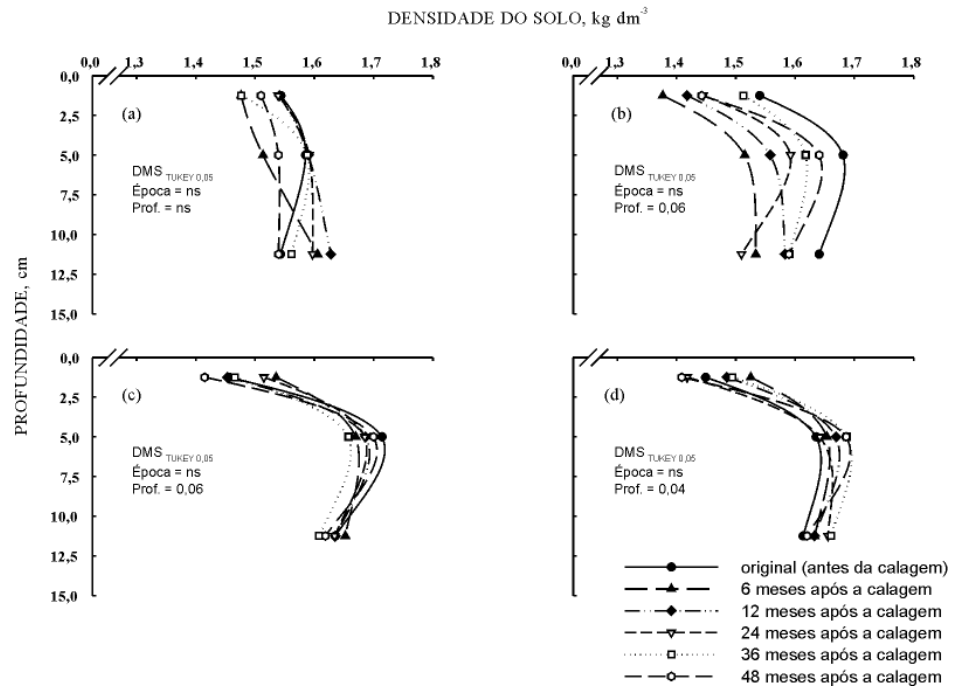 DENSIDADE DO SOLO, kg dm-3
0,0 1,4 1,5 1,6 1,7 1,8
0,0 1,4 1,5 1,6 1,7 1,8
0,0
2,5
5,0
7,5
10,0
12,5
15,0
(a)
DMS TUKEY 0,05
Época = ns
Prof. = ns
(b)
DMS TUKEY 0,05
Época = ns
Prof. = 0,06
PROFUNDIDADE, cm
0,0
2,5
5,0
7,5
10,0
12,5
15,0
(c)
DMS TUKEY 0,05
Época = ns
Prof. = 0,06
(d)
DMS TUKEY 0,05
Época = ns
Prof. = 0,04
original (antes da calagem)
6 meses após a calagem
12 meses após a calagem
24 meses após a calagem
36 meses após a calagem
48 meses após a calagem